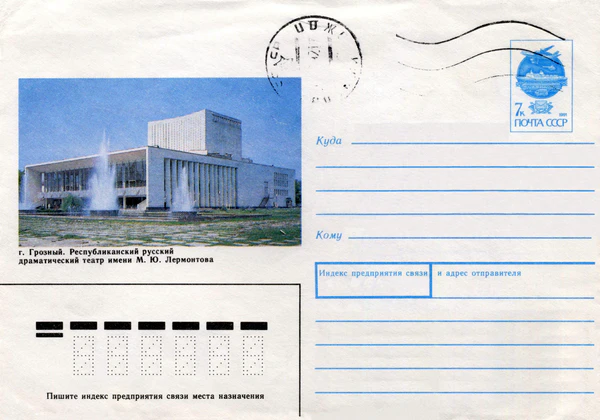 7к
1991
ПОЧТА СССР
Куда
г. Грозный. Республиканский русский
драматический театр имени М. Ю. Лермонтова
Кому
Индекс предприятия связи и адрес отправителя
Пишите индекс предприятия связи места назначения